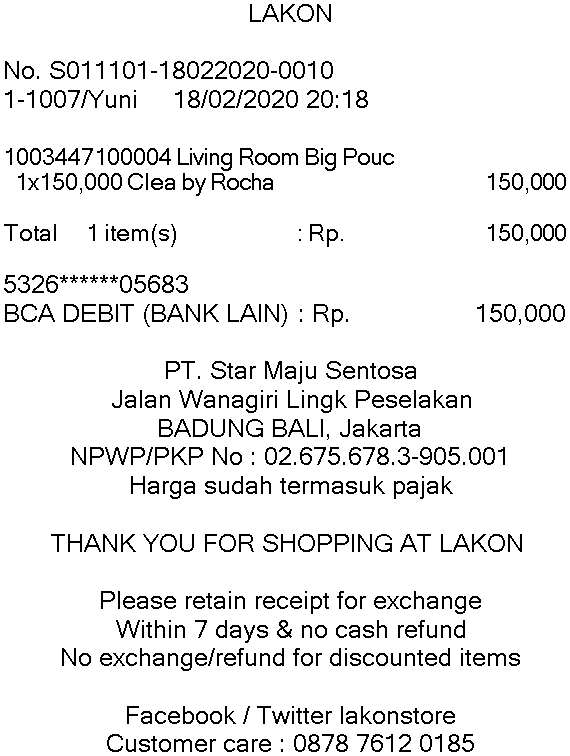 LAKON
No. S011101-18022020-0010
1-1007/Yuni 18/02/2020 20:18
1003447100004 Living Room Big Pouc
1x150,000 Clea by Rocha 150,000
Total 1 item(s) : Rp. 150,000
5326******05683
BCA DEBIT (BANK LAIN) : Rp. 150,000
PT. Star Maju Sentosa
Jalan Wanagiri Lingk Peselakan
BADUNG BALI, Jakarta
NPWP/PKP No : 02.675.678.3-905.001
Harga sudah termasuk pajak
THANK YOU FOR SHOPPING AT LAKON
Please retain receipt for exchange
Within 7 days & no cash refund
No exchange/refund for discounted items
Facebook / Twitter lakonstore
Customer care : 0878 7612 0185